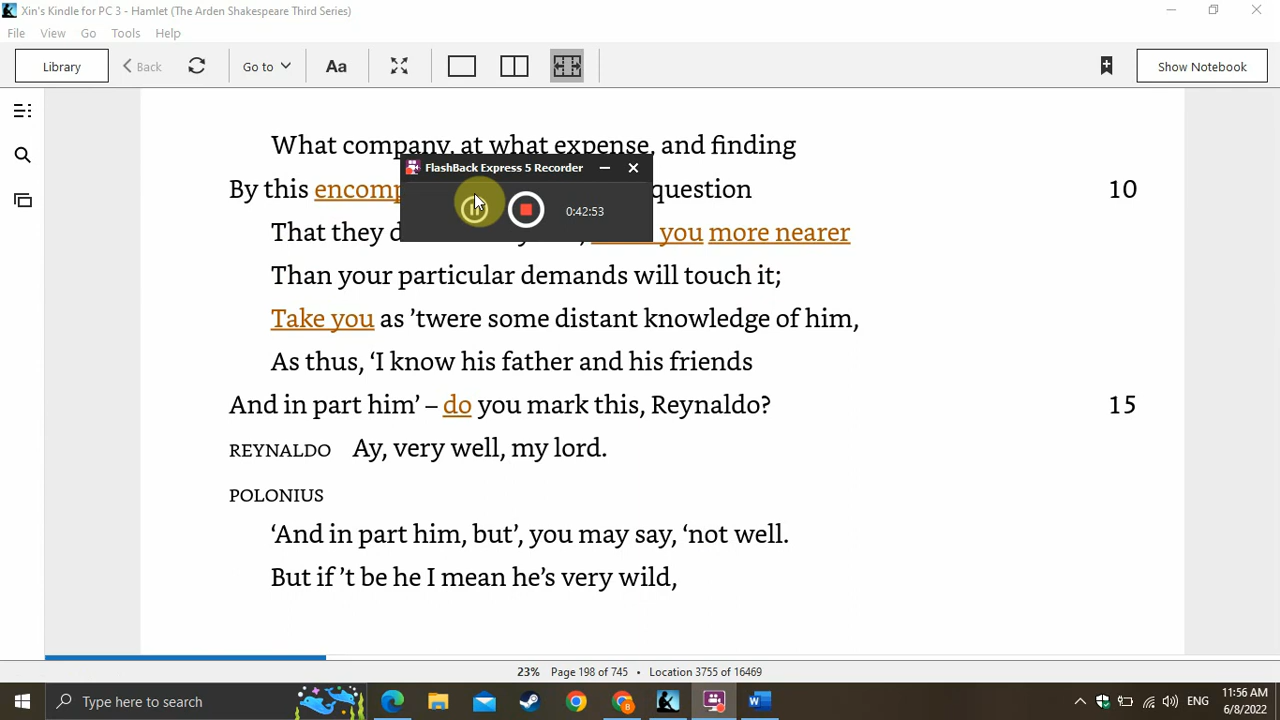 Xin's Kindle for PC 3 - Hamlet (The Arden Shakespeare Third Series)
File View Go Tools Help
Library Back Go to Aa Show Notebook
What company, at what expense, and finding
FlashBack Express 5 Recorder
By this question 10
0:42:53
That they you more nearer
Than your particular demands will touch it;
Take you as ’twere some distant knowledge of him,
As thus, ‘I know his father and his friends
And in part him’ – do you mark this, Reynaldo? 15
REYNALDO Ay, very well, my lord.
POLONIUS
‘And in part him, but’, you may say, ‘not well.
But if ’t be he I mean he’s very wild,
23% Page 198 of 745 • Location 3755 of 16469
Type here to search
ENG
11:56 AM
6/8/2022